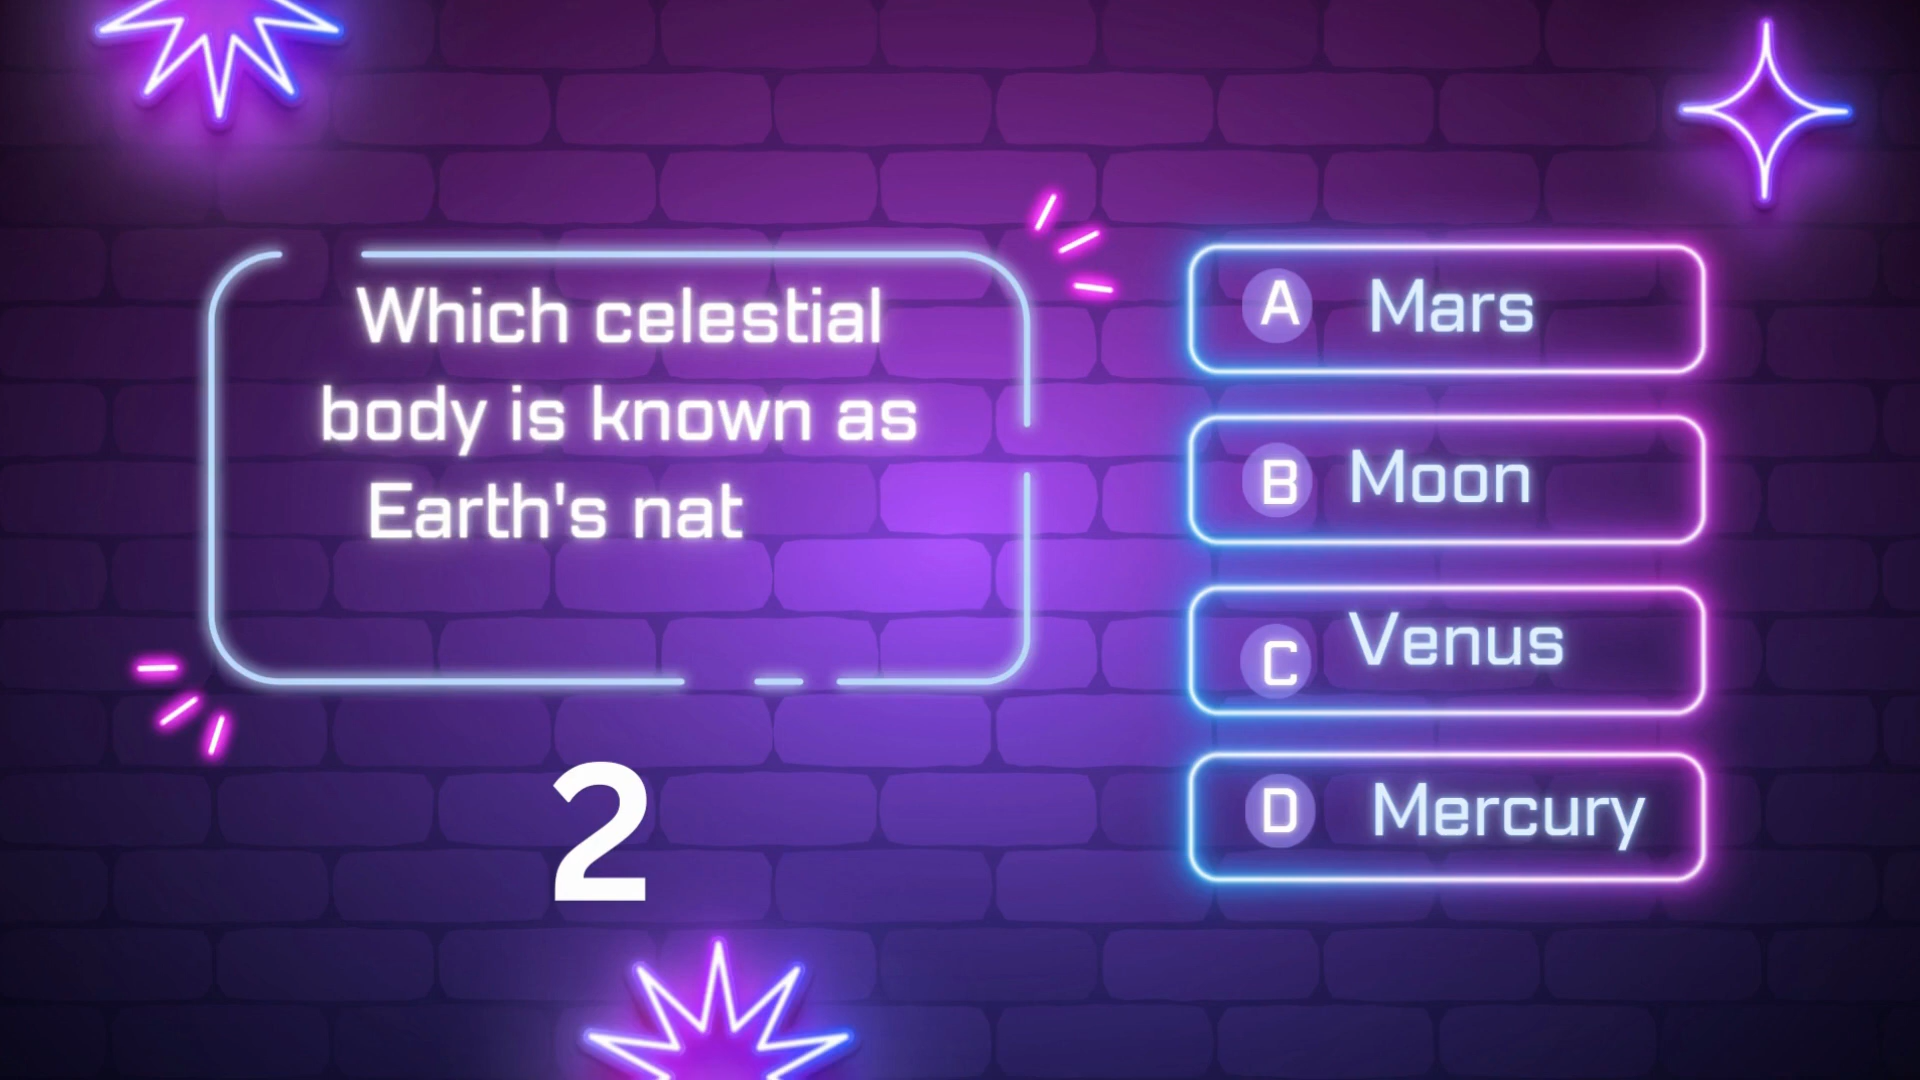 Which celestial
body is known as
Earth's nat
2
A Mars
B Moon
C Venus
D Mercury